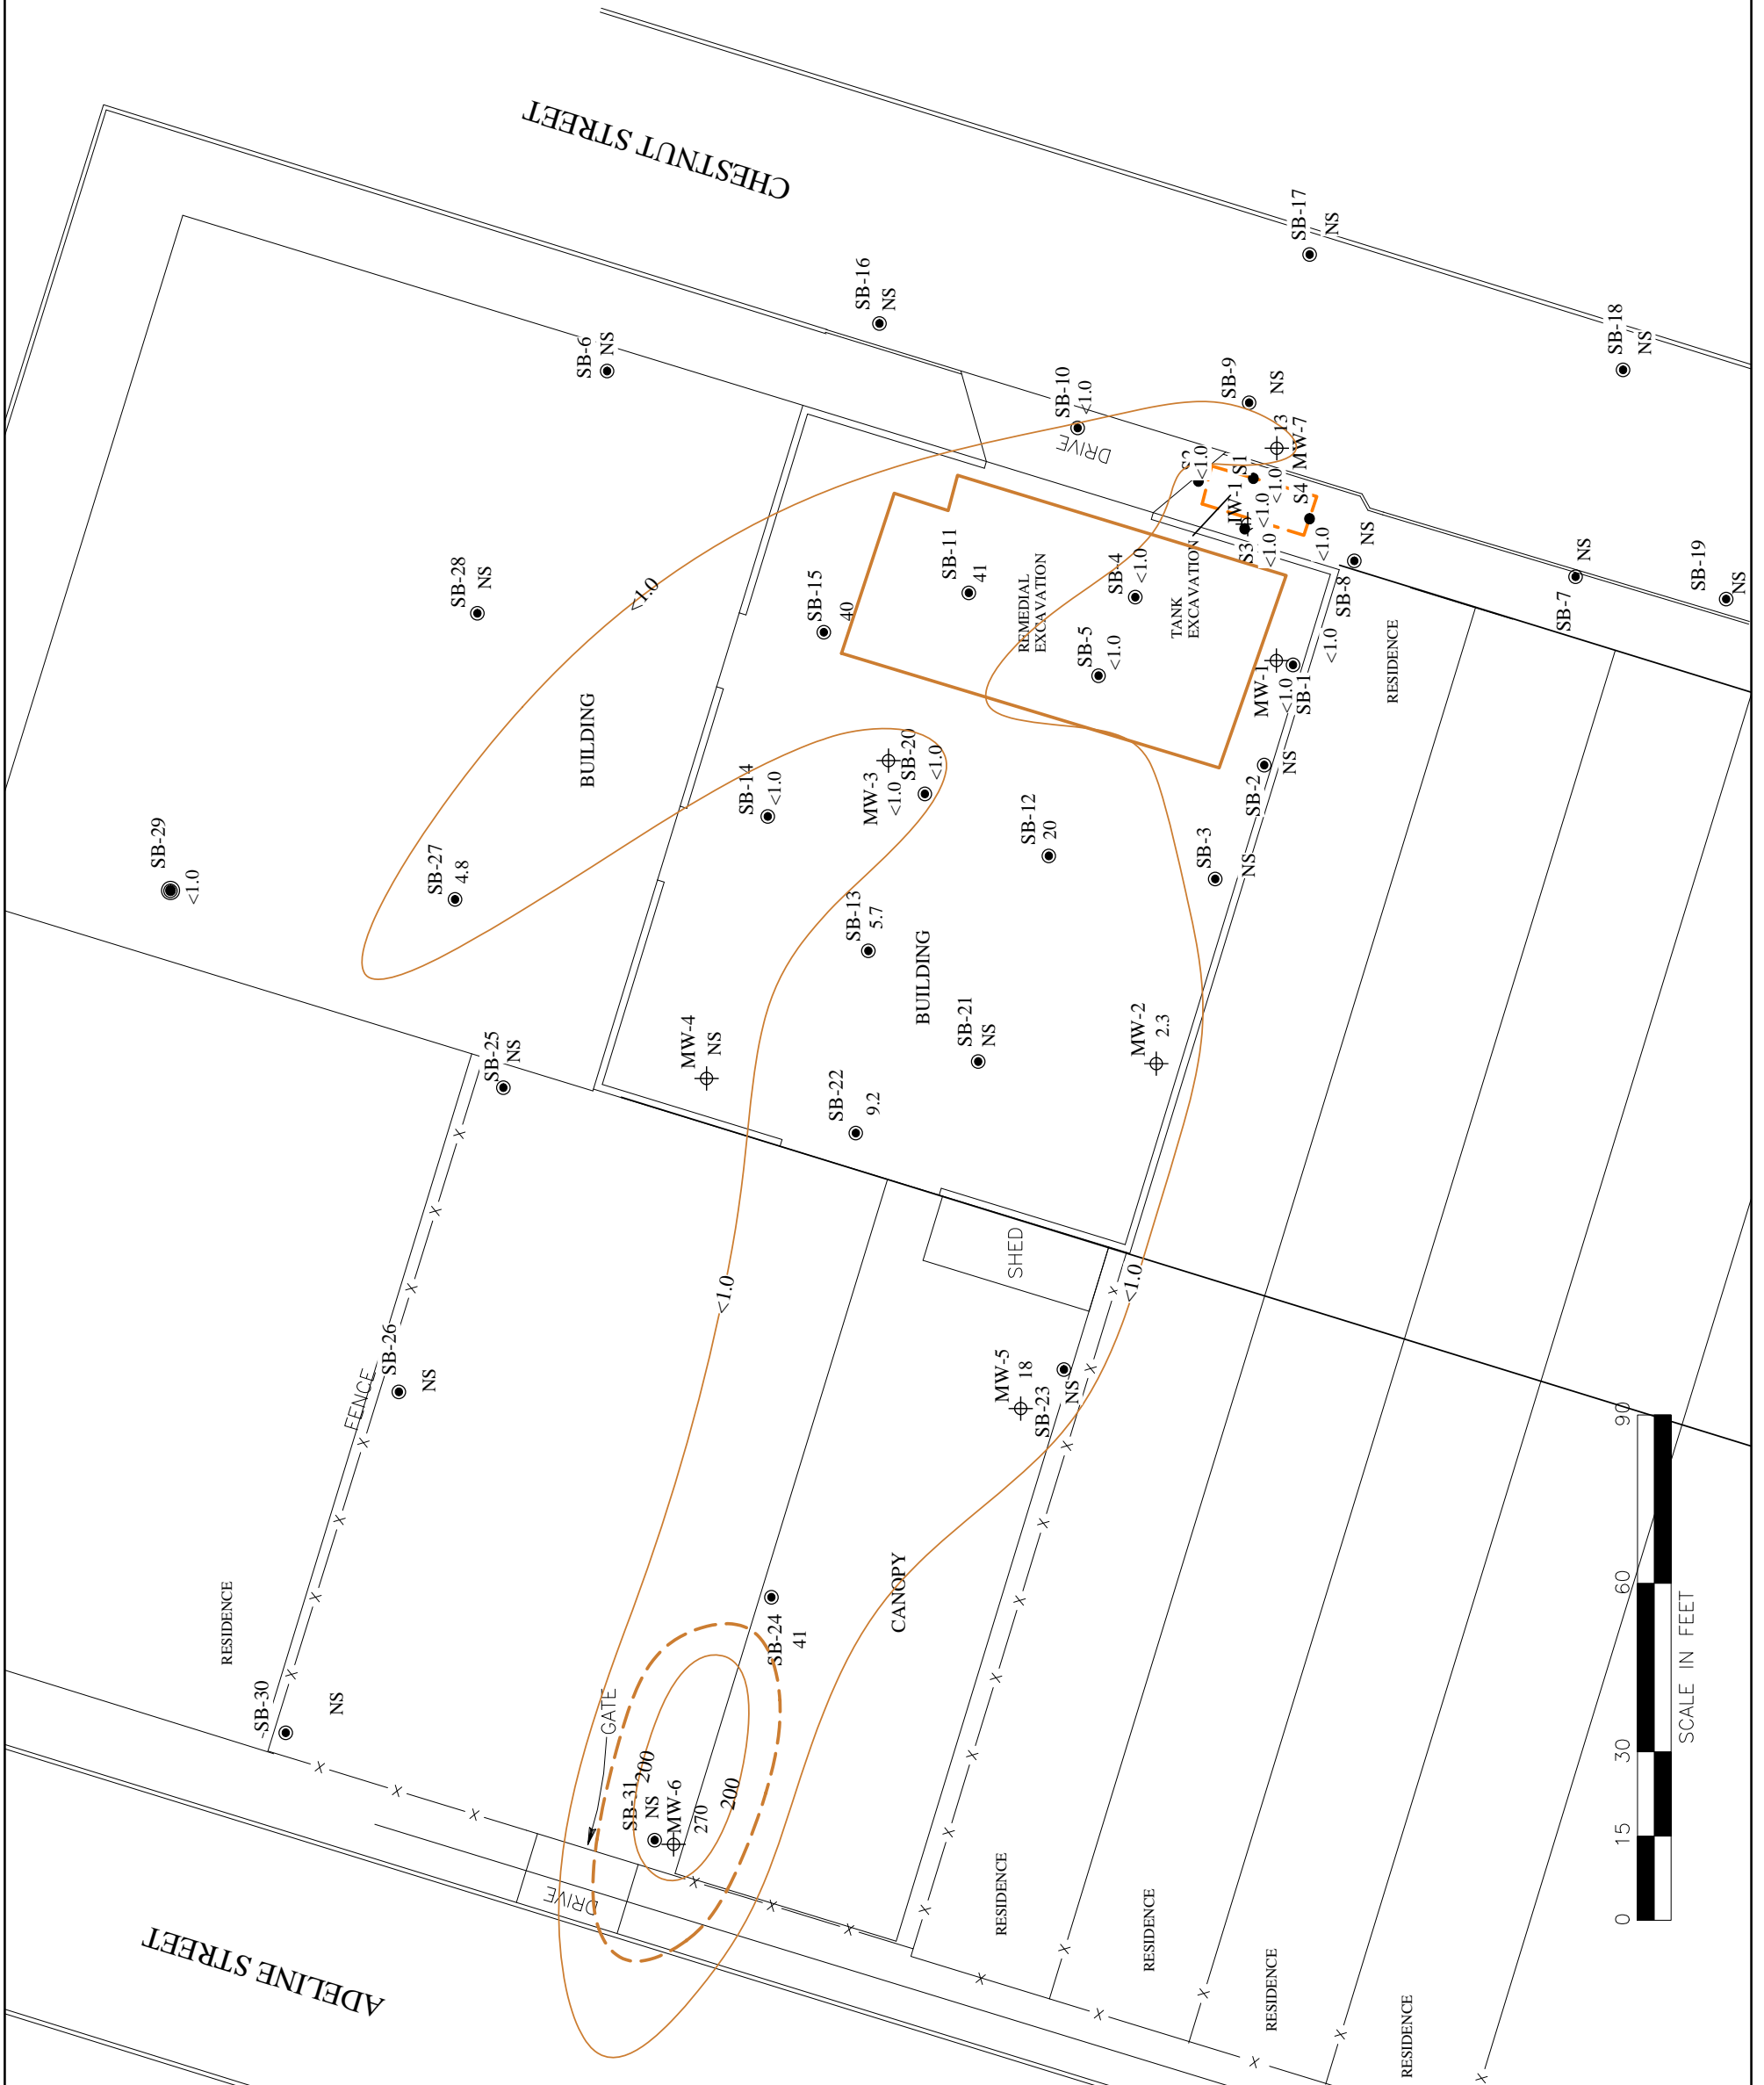 CHESTNUT STREET
SB-17
NS
SB-16
NS
SB-18
NS
SB-6
NS
SB-10
<1.0
DRIVE
SB-9
NS
13
MW-7
S2
<1.0
S1
<1.0
S4
<1.0
IW-1
<1.0
S3
<1.0
SB-8
NS
SB-7
NS
SB-19
NS
SB-28
NS
<1.0
SB-15
40
SB-11
41
REMEDIAL
EXCAVATION
SB-4
<1.0
TANK
EXCAVATION
SB-5
<1.0
MW-1
<1.0
SB-1
<1.0
RESIDENCE
BUILDING
SB-14
<1.0
MW-3
<1.0
SB-20
<1.0
SB-2
NS
SB-29
<1.0
SB-27
4.8
SB-12
20
SB-3
NS
SB-13
5.7
BUILDING
SB-25
NS
MW-4
NS
SB-21
NS
MW-2
2.3
SB-22
9.2
SHED
<1.0
<1.0
SB-26
NS
FENCE
MW-5
18
SB-23
NS
RESIDENCE
CANOPY
SB-24
41
SB-30
NS
GATE
SB-31
NS
200
MW-6
270
200
DRIVE
ADELINE STREET
RESIDENCE
RESIDENCE
RESIDENCE
RESIDENCE
0 15 30 60 90
SCALE IN FEET